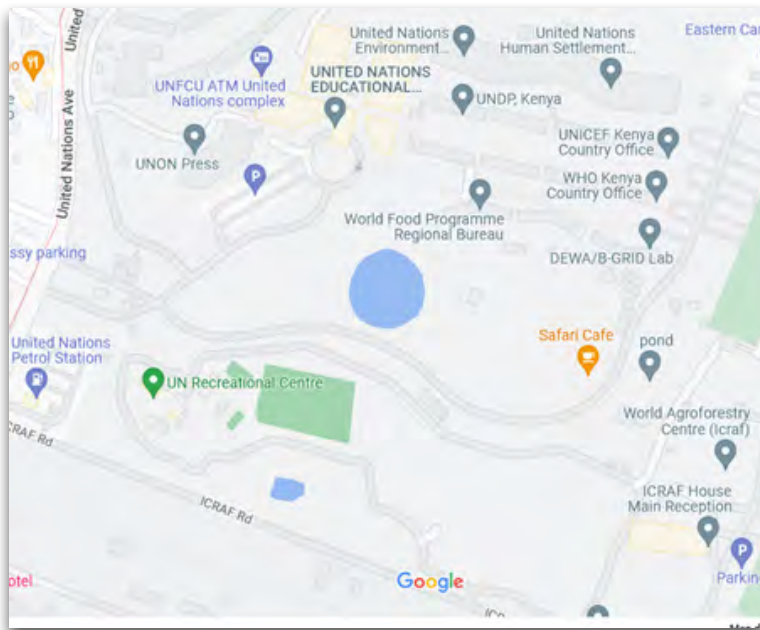 United
United Nations
Environment...
United Nations
Human Settlement...
Eastern Car
UNFCU ATM United
Nations complex
UNITED NATIONS
EDUCATIONAL...
UNDP, Kenya
United Nations Ave
UNON Press
P
UNICEF Kenya
Country Office
WHO Kenya
Country Office
World Food Programme
Regional Bureau
ssy parking
DEWA/B-GRID Lab
United Nations
Petrol Station
Safari Cafe
pond
UN Recreational Centre
World Agroforestry
Centre (Icraf)
ICRAF Rd
ICRAF Rd
ICRAF House
Main Reception...
P
Parkin
otel
Google